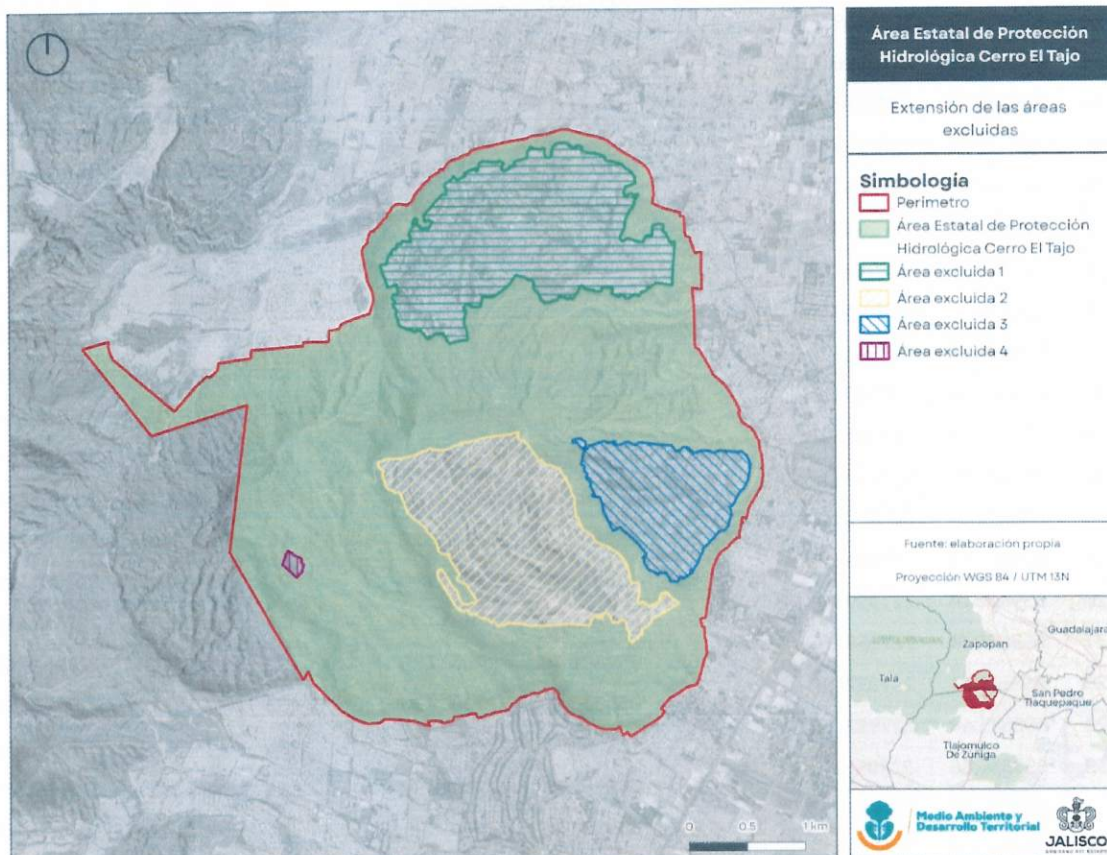 Área Estatal de Protección
Hidrológica Cerro El Tajo
Extensión de las áreas
excluidas
Simbología
Perímetro
Área Estatal de Protección
Hidrológica Cerro El Tajo
Área excluida 1
Área excluida 2
Área excluida 3
Área excluida 4
Fuente: elaboración propia
Proyección WGS 84 / UTM 13N
Guadalajara
Zapopan
Tala
San Pedro
Tlaquepaque
Tlajomulco
De Zúñiga
0 0.5 1 km
Medio Ambiente y
Desarrollo Territorial
JALISCO